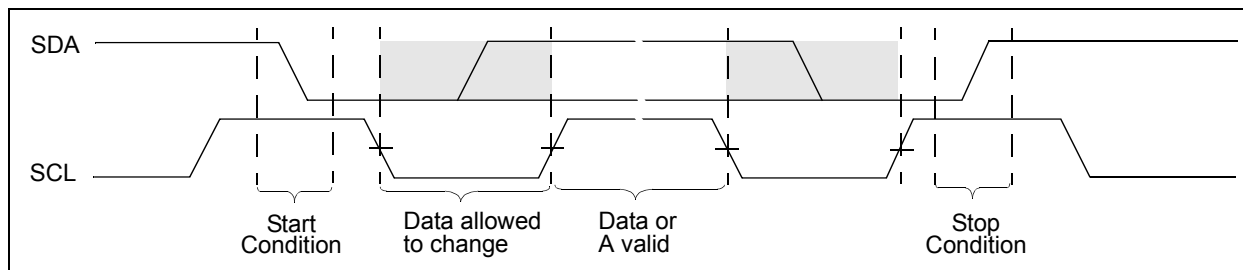 SDA
SCL
Start
Condition
Data allowed
to change
Data or
A valid
Stop
Condition